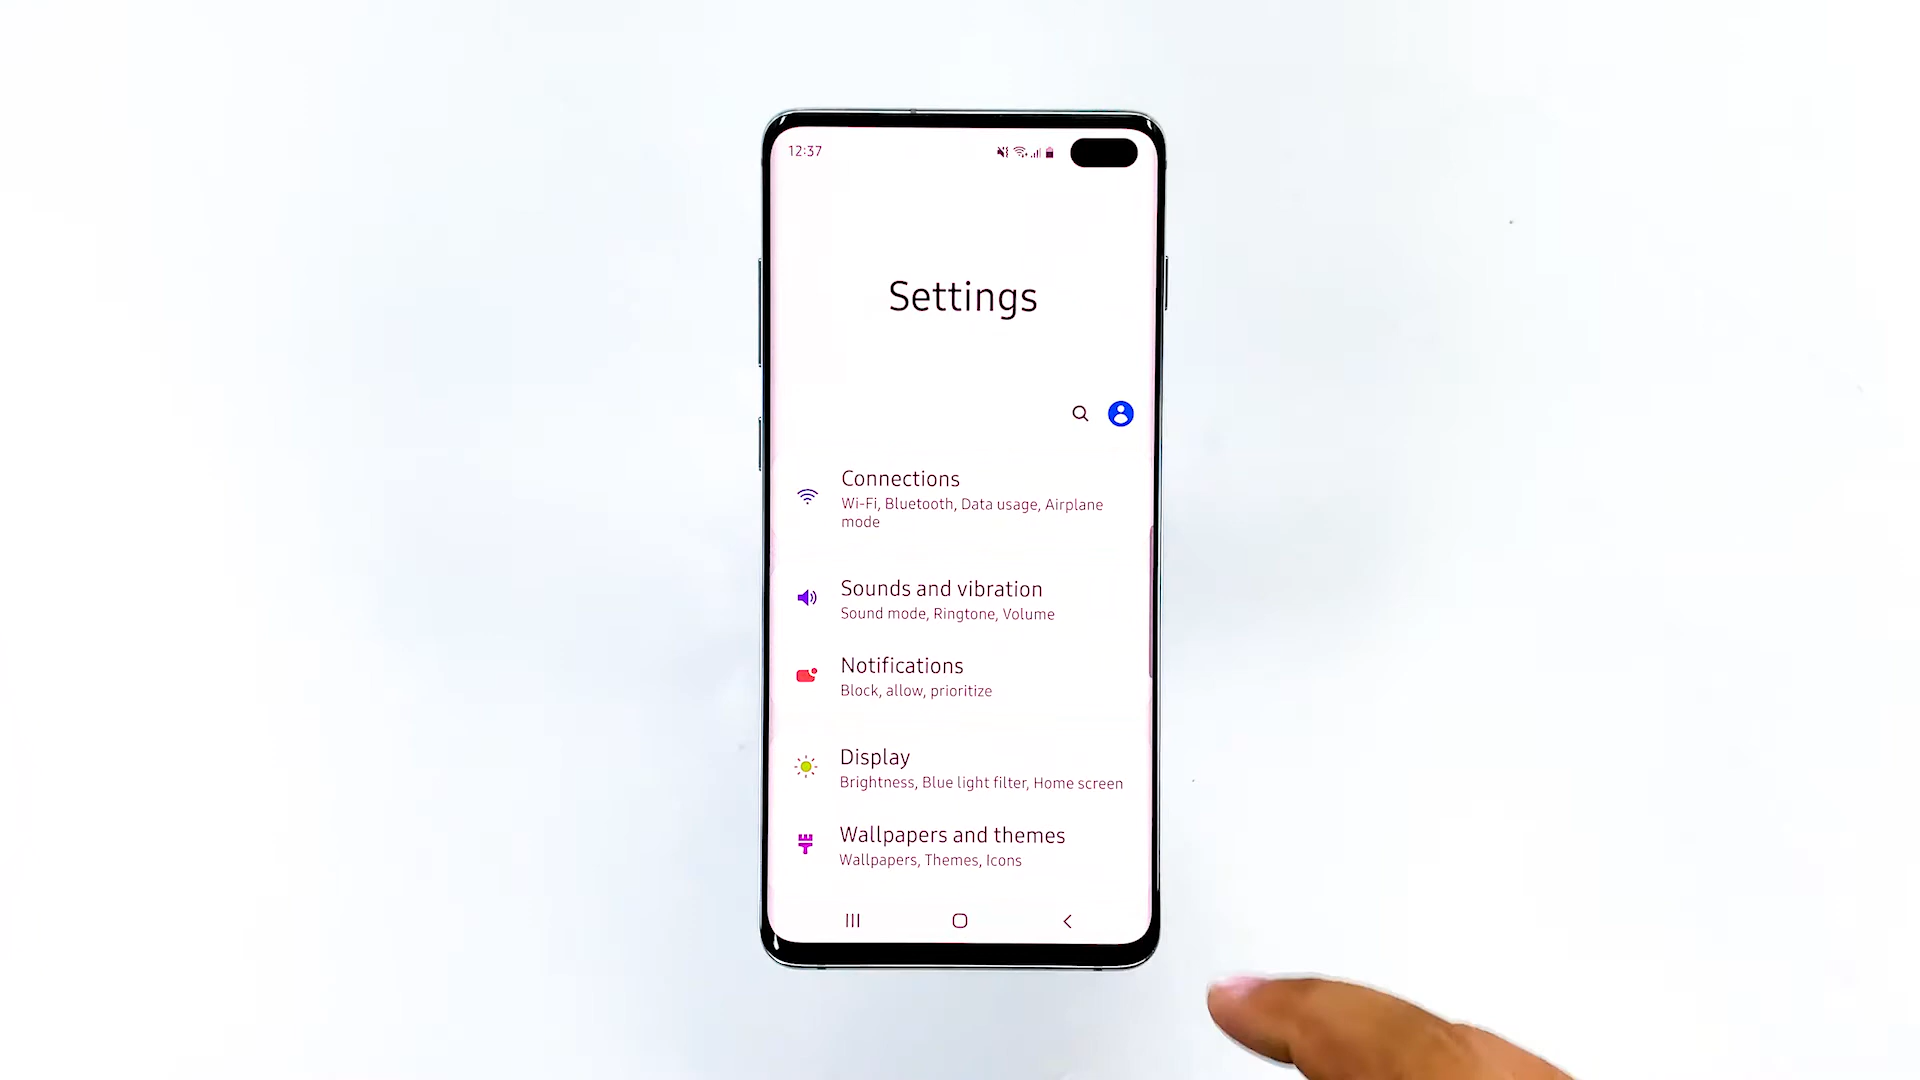 12:37
Settings
Connections
Wi-Fi, Bluetooth, Data usage, Airplane
mode
Sounds and vibration
Sound mode, Ringtone, Volume
Notifications
Block, allow, prioritize
Display
Brightness, Blue light filter, Home screen
Wallpapers and themes
Wallpapers, Themes, Icons